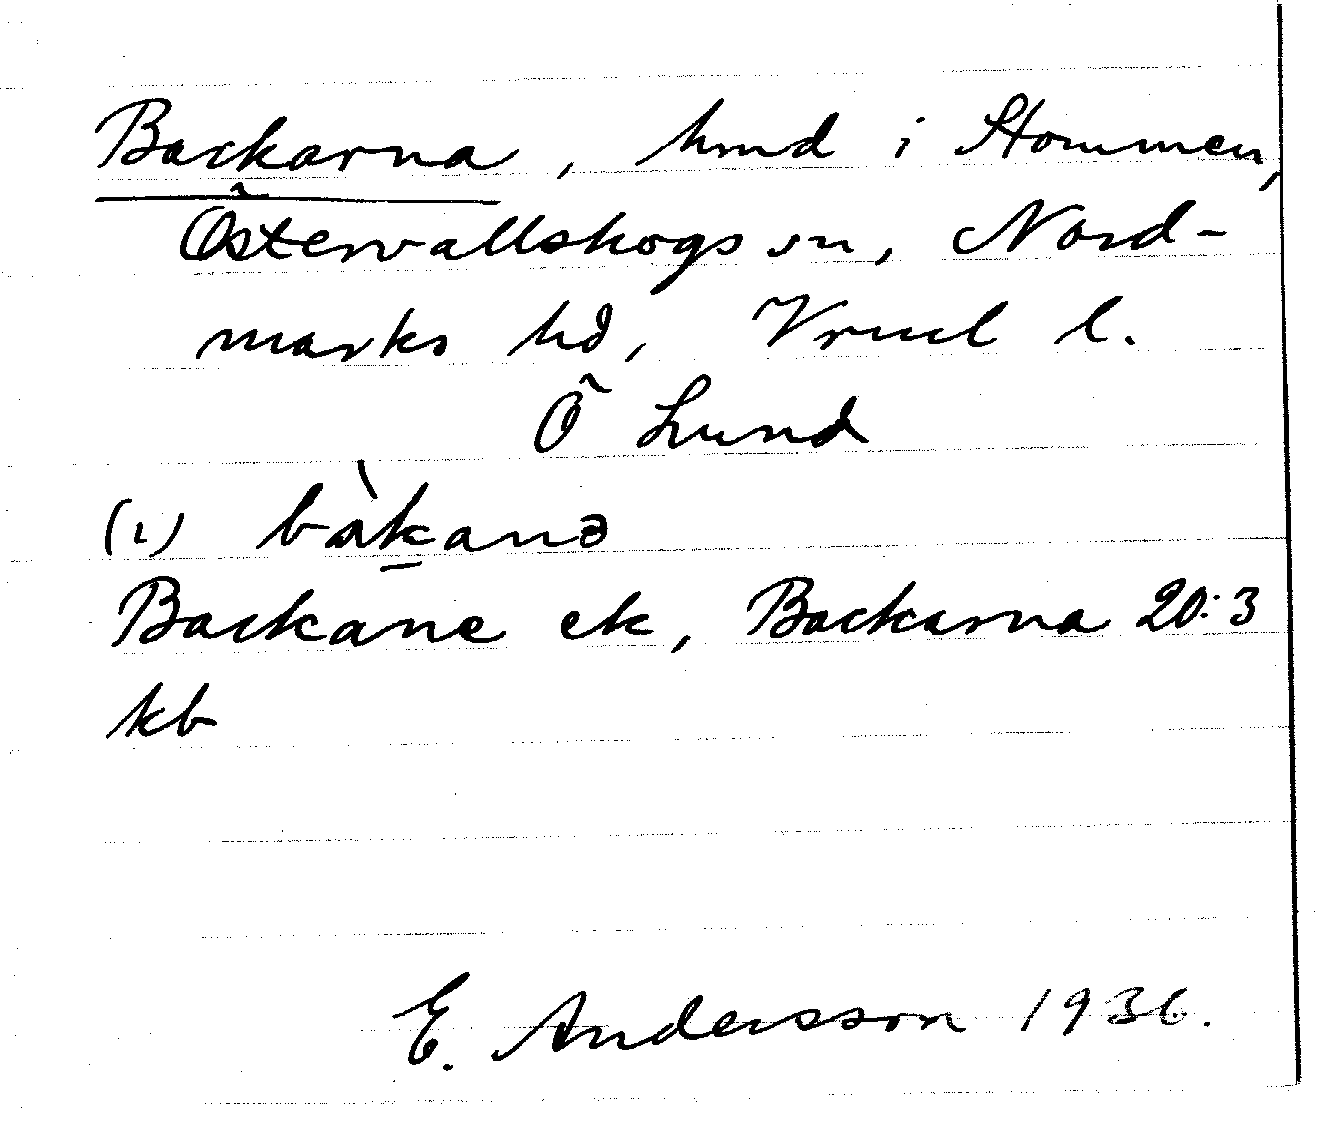 Backarna, hmd i Stommen,
Östervallskogs sn, Nord-
marks hd, Vrml l.
Ö Lund
(1) bàkanə
Backane ek, Backarna 20:3
kb
E. Andersson 1936.